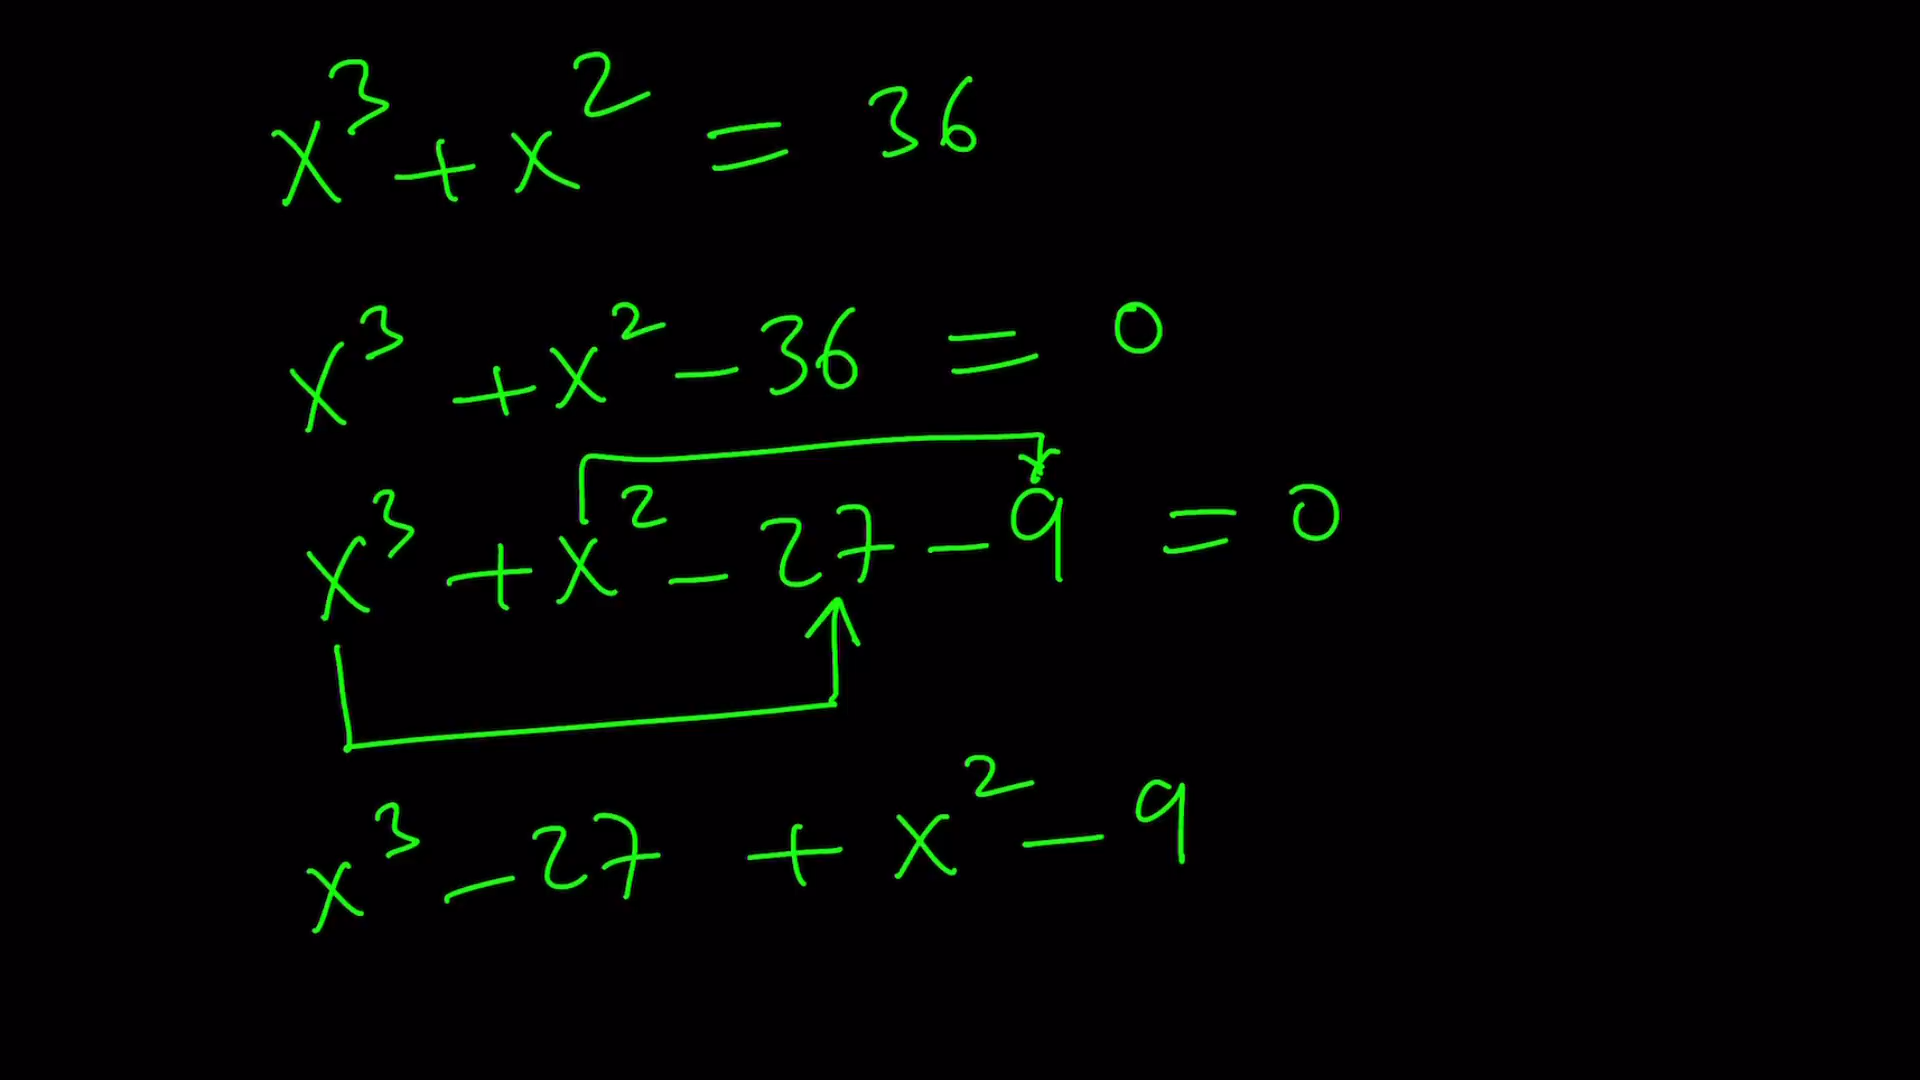 x³ + x² = 36
x³ + x² - 36 = 0
x³ + x² - 27 - 9 = 0
x³ - 27 + x² - 9